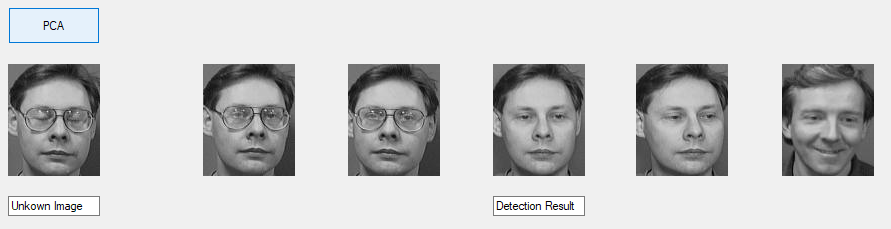 PCA
Unkown Image
Detection Result